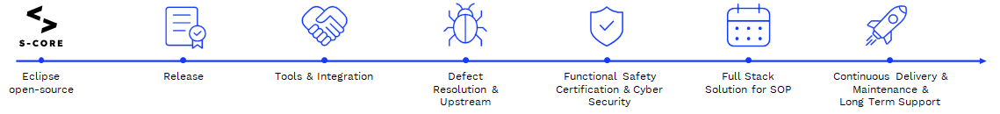 S-CORE
Eclipse
open-source
Release
Tools & Integration
Defect
Resolution &
Upstream
Functional Safety
Certification & Cyber
Security
Full Stack
Solution for SOP
Continuous Delivery &
Maintenance &
Long Term Support